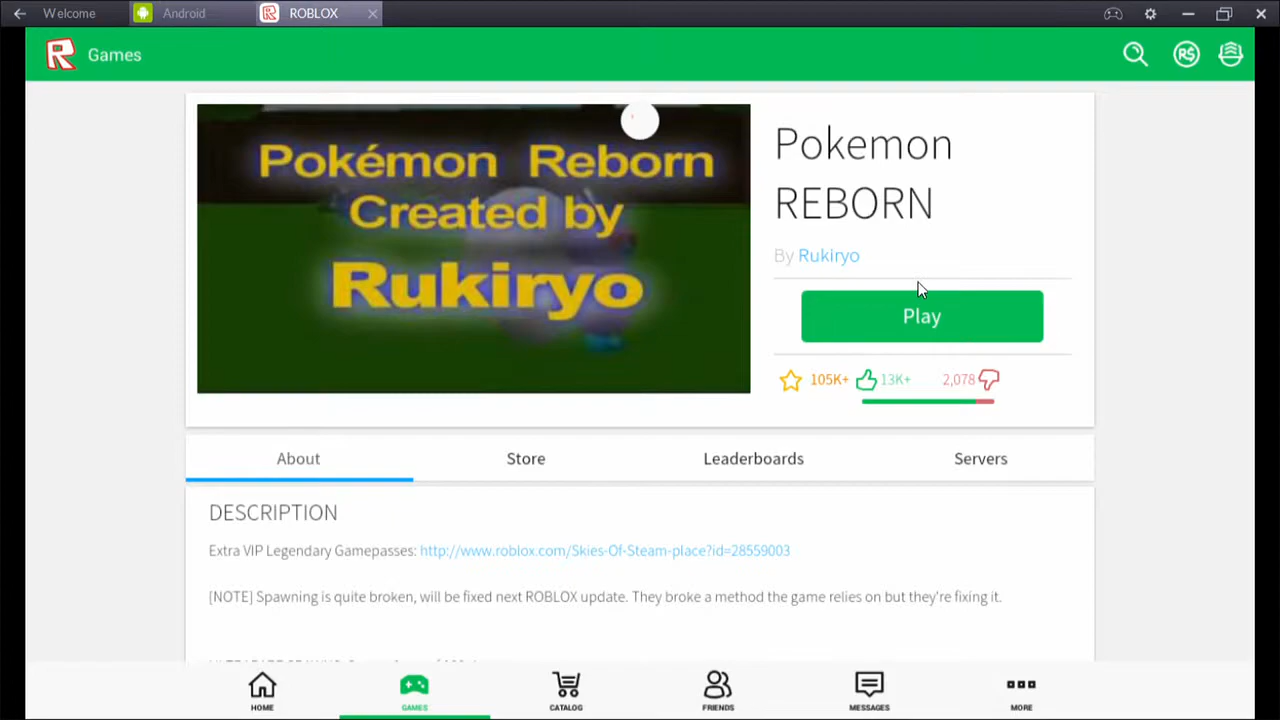 Welcome
Android
ROBLOX
Games
R$
Pokémon Reborn
Created by
Rukiryo
Pokemon
REBORN
By Rukiryo
Play
105K+
13K+
2,078
About
Store
Leaderboards
Servers
DESCRIPTION
Extra VIP Legendary Gamepasses: http://www.roblox.com/Skies-Of-Steam-place?id=28559003
[NOTE] Spawning is quite broken, will be fixed next ROBLOX update. They broke a method the game relies on but they're fixing it.
HOME
GAMES
CATALOG
FRIENDS
MESSAGES
MORE